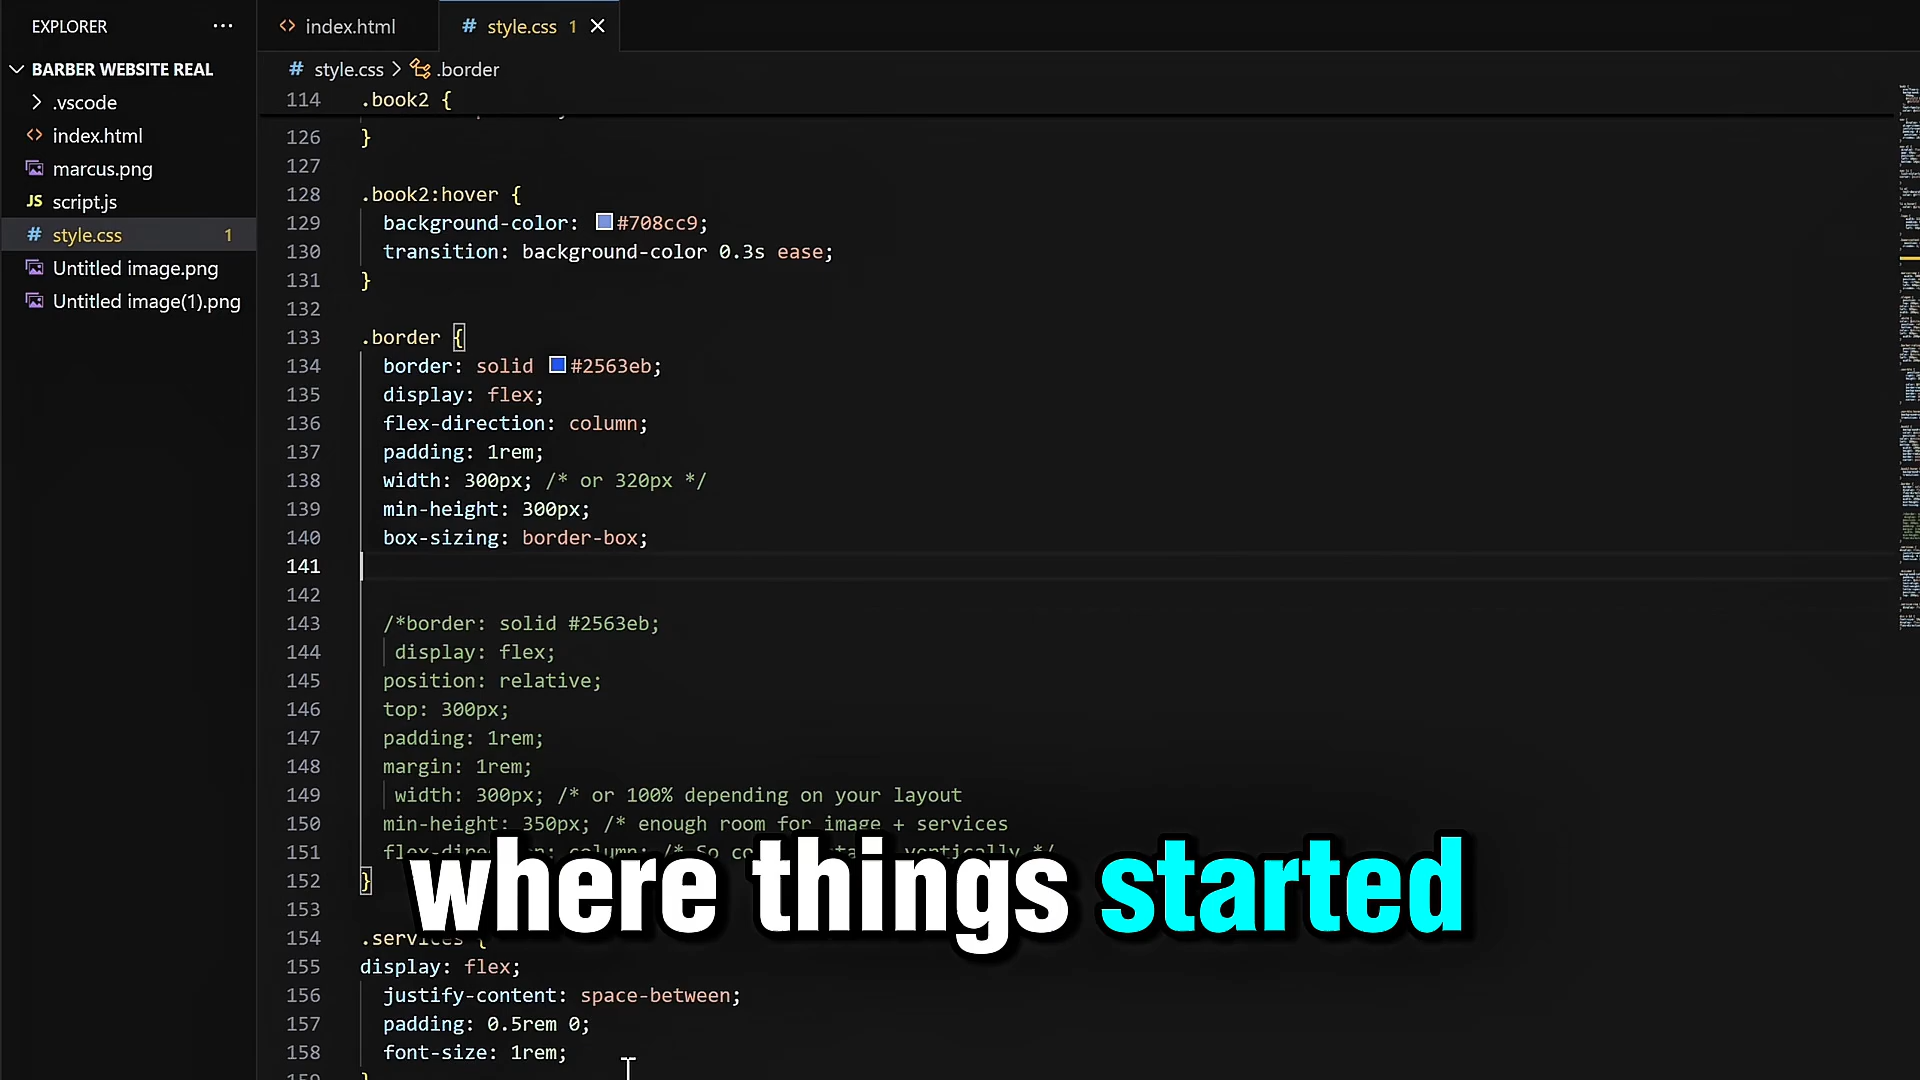 EXPLORER ...
BARBER WEBSITE REAL
.vscode
<> index.html
marcus.png
JS script.js
# style.css 1
Untitled image.png
Untitled image(1).png
<> index.html # style.css 1 ×
# style.css > .border
114 .book2 {
126 }
127
128 .book2:hover {
129 background-color: #708cc9;
130 transition: background-color 0.3s ease;
131 }
132
133 .border {
134 border: solid #2563eb;
135 display: flex;
136 flex-direction: column;
137 padding: 1rem;
138 width: 300px; /* or 320px */
139 min-height: 300px;
140 box-sizing: border-box;
141
142
143 /*border: solid #2563eb;
144 display: flex;
145 position: relative;
146 top: 300px;
147 padding: 1rem;
148 margin: 1rem;
149 width: 300px; /* or 100% depending on your layout
150 min-height: 350px; /* enough room for image + services
151 flex-direction: column; /* So vertically */
152 }
where things started
153
154 .services {
155 display: flex;
156 justify-content: space-between;
157 padding: 0.5rem 0;
158 font-size: 1rem;
159 }